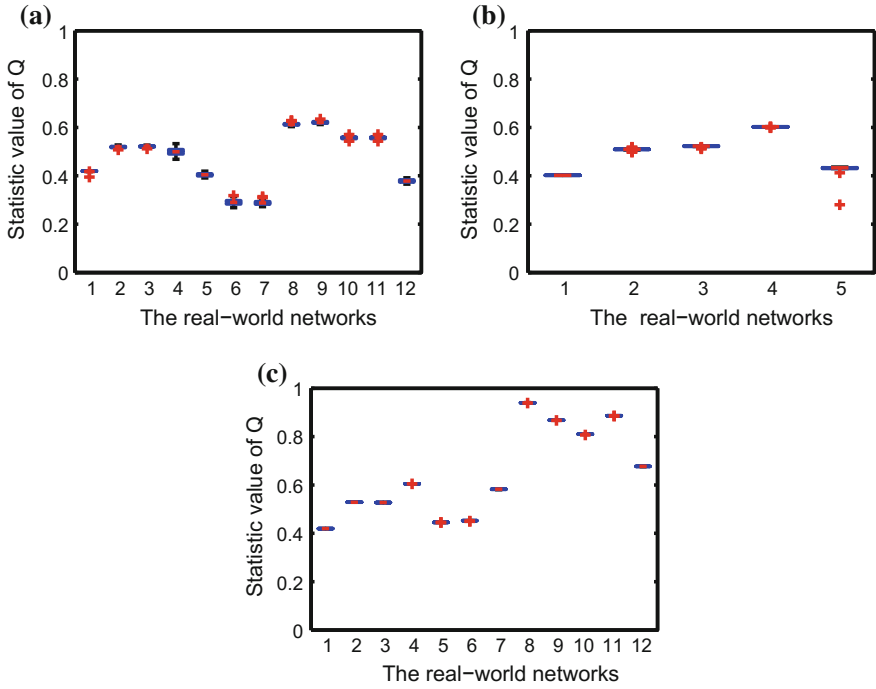 (a)
1
0.8
0.6
0.4
0.2
0
Statistic value of Q
1 2 3 4 5 6 7 8 9 10 11 12
The real−world networks
(b)
1
0.8
0.6
0.4
0.2
0
Statistic value of Q
1 2 3 4 5
The real−world networks
(c)
1
0.8
0.6
0.4
0.2
0
Statistic value of Q
1 2 3 4 5 6 7 8 9 10 11 12
The real−world networks